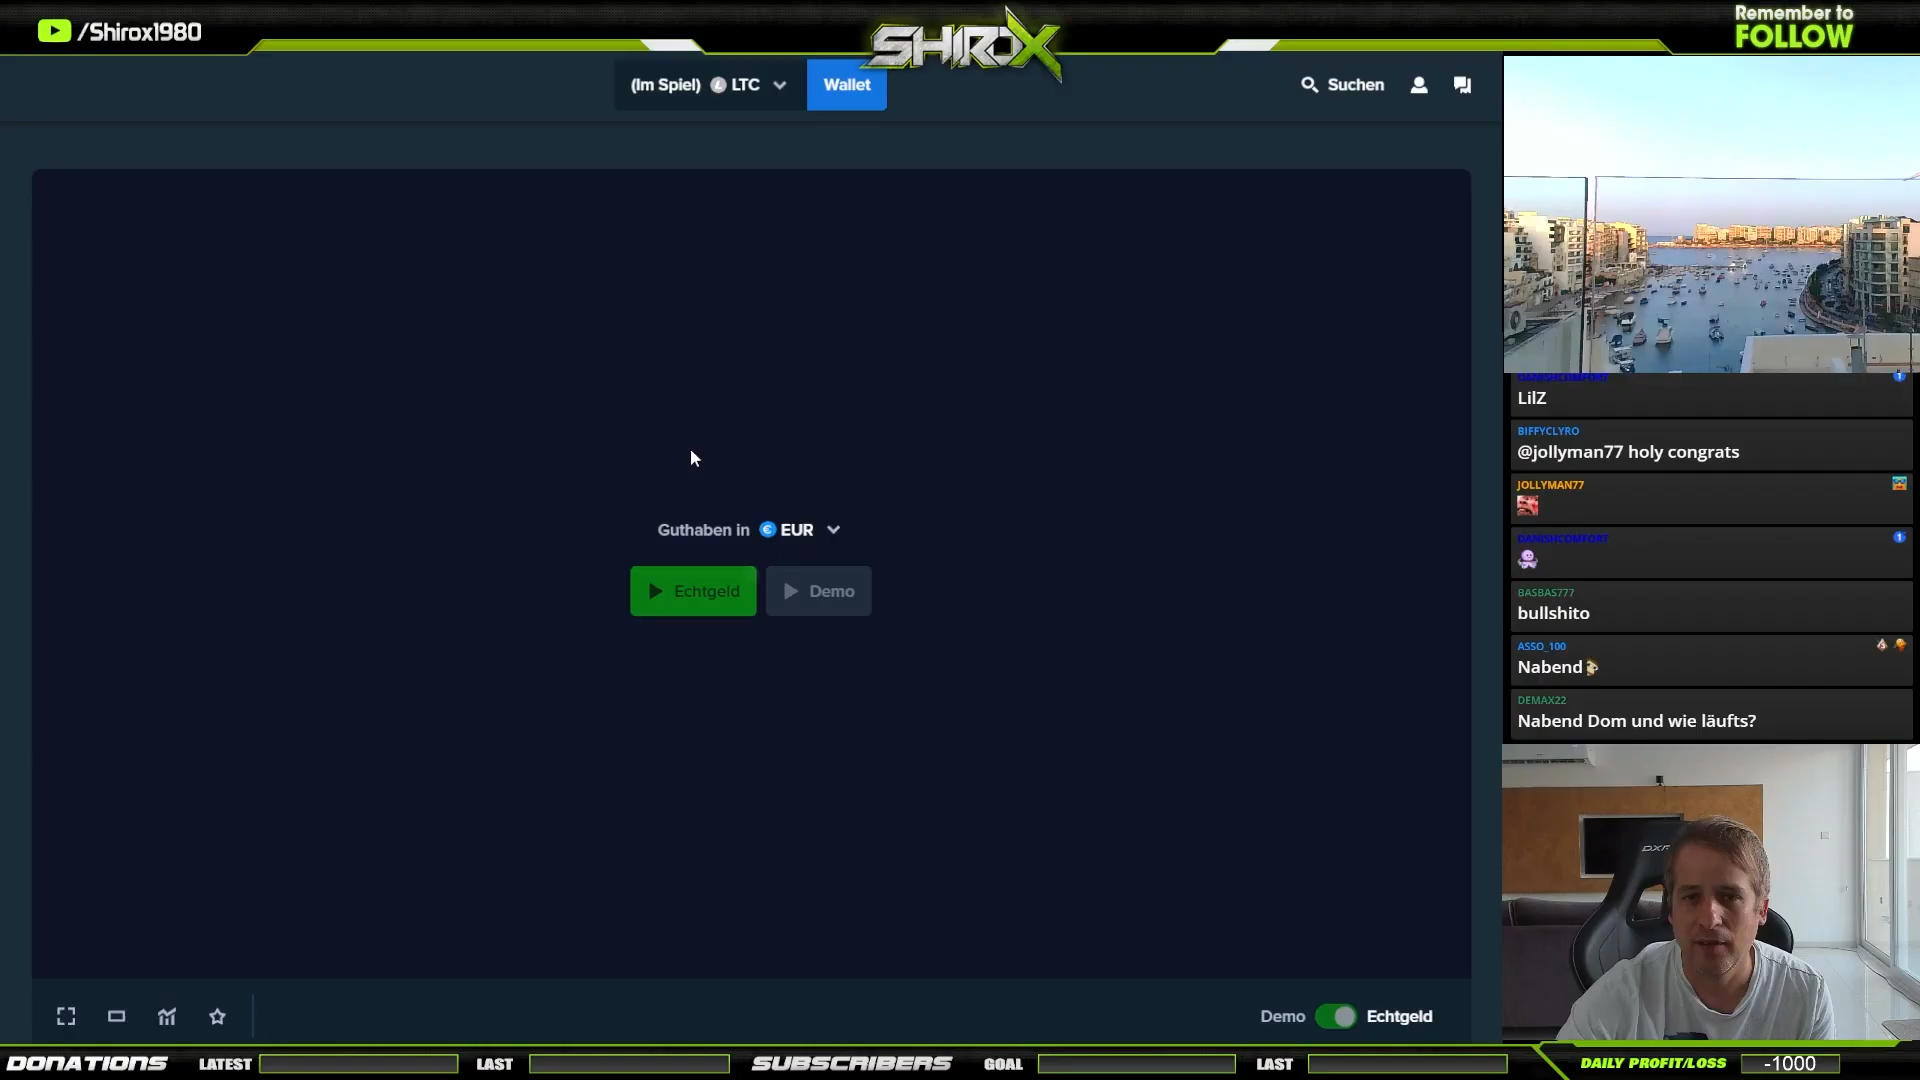 /Shirox1980
SHIROX
Remember to
FOLLOW
(Im Spiel) LTC
Wallet
Suchen
Guthaben in € EUR
Echtgeld
Demo
Demo
Echtgeld
DANISHCOMFORT
LilZ
BIFFYCLYRO
@jollyman77 holy congrats
JOLLYMAN77
DANISHCOMFORT
BASBAS777
bullshito
ASSO_100
Nabend
DEMAX22
Nabend Dom und wie läufts?
DONATIONS
LATEST
LAST
SUBSCRIBERS
GOAL
LAST
DAILY PROFIT/LOSS
-1000